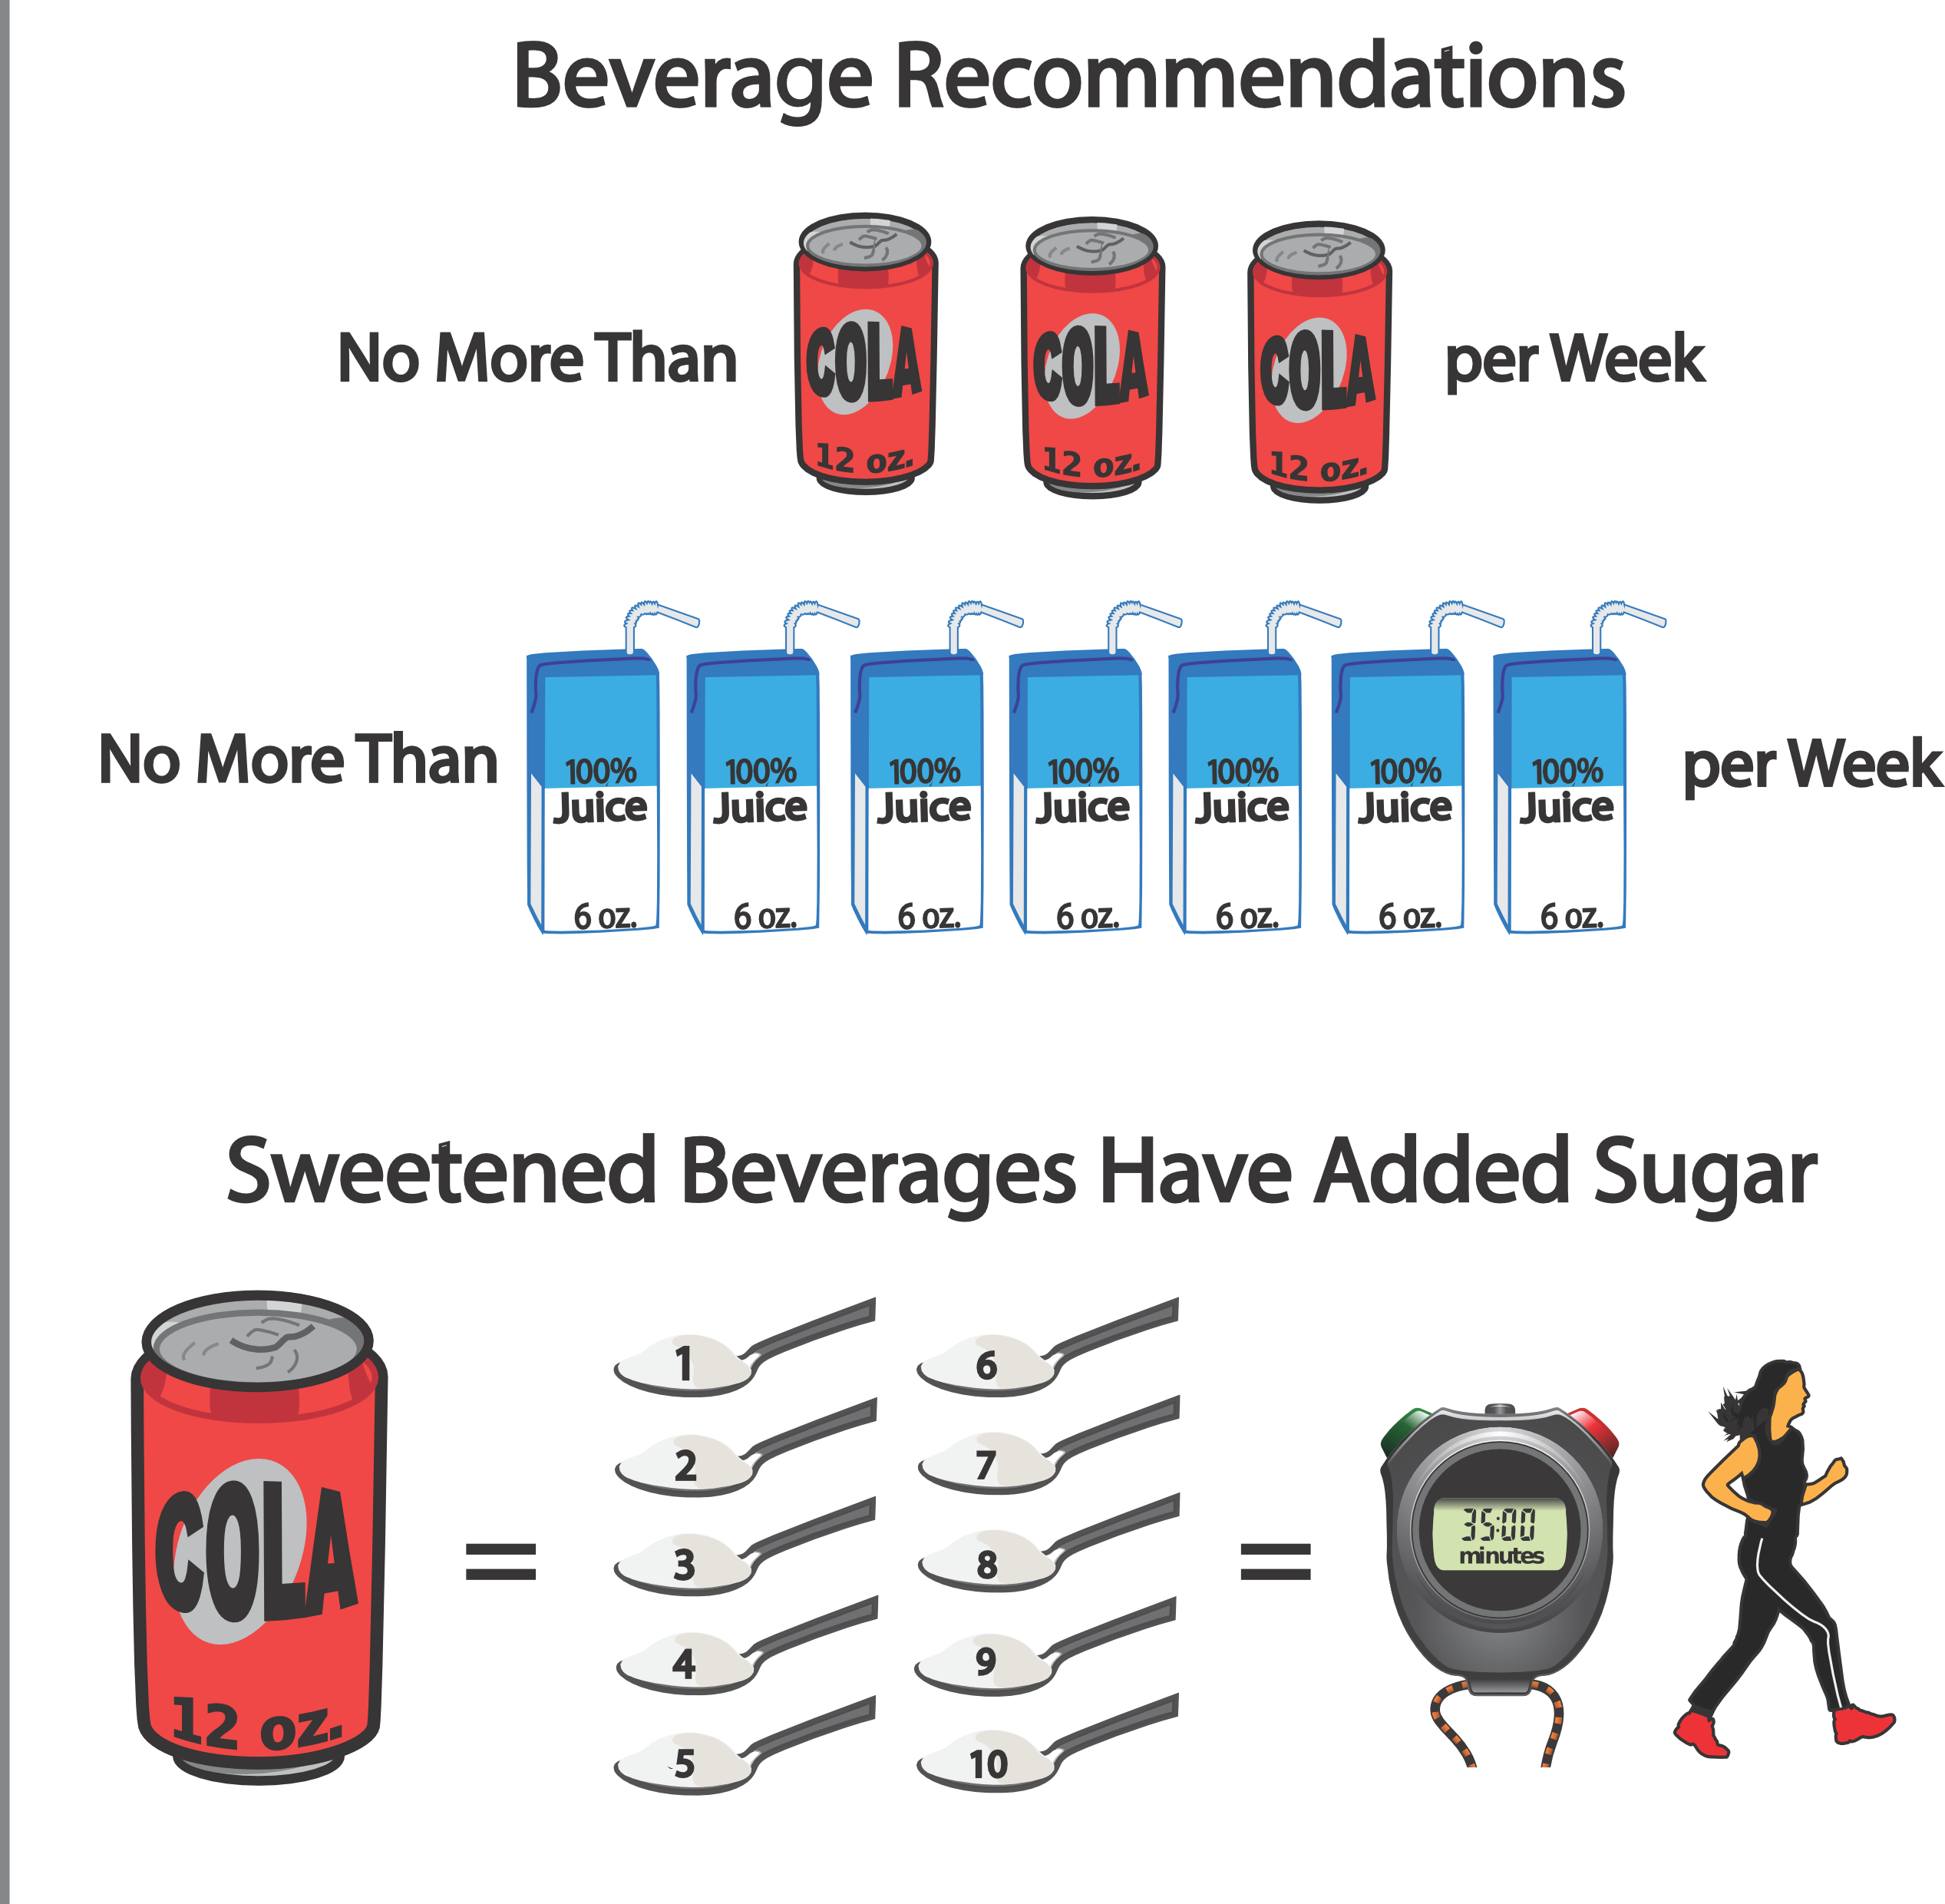 Beverage Recommendations
No More Than
COLA
12 oz.
COLA
12 oz.
COLA
12 oz.
per Week
No More Than
100%
Juice
6 oz.
100%
Juice
6 oz.
100%
Juice
6 oz.
100%
Juice
6 oz.
100%
Juice
6 oz.
100%
Juice
6 oz.
100%
Juice
6 oz.
per Week
Sweetened Beverages Have Added Sugar
COLA
12 oz.
=
1
2
3
4
5
6
7
8
9
10
=
35:00
minutes